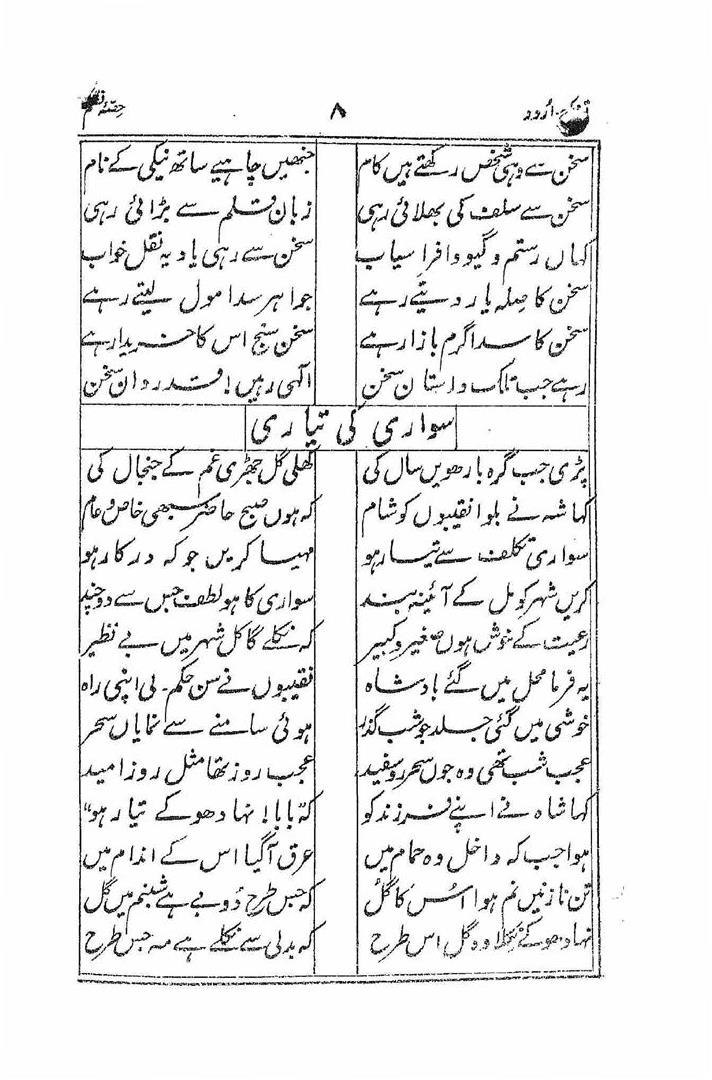 اُردو ۸ حصّہ نظم
سخن سے وہی شخص رکھتے ہیں کام جنھیں چاہیے ساتھ نیکی کے نام
سخن سے سلف کی بھلائی رہی زبانِ قلم سے بڑائی رہی
کہاں رستم و گیو و افراسیاب سخن سے رہی یاد یہ نقلِ خواب
سخن کا صلہ یار دیتے رہے جواہر سدا مول لیتے رہے
سخن کا سدا گرم بازار ہے سخن سنج اس کا خریدار ہے
رہے جب تلک داستانِ سخن الٰہی رہیں! قدردانِ سخن
سواری کی تیاری
پڑی جب گرہ بارھویں سال کی کھلی گل جھڑی غم کے جنجال کی
کہا شہ نے بلوا نقیبوں کو شام کہ ہوں صبح حاضر سبھی خاص و عام
سواری تکلف سے تیار ہو مہیا کریں جو کہ درکار ہو
کریں شہر کو مل کے آئینہ بند سواری کا ہو لطف جس سے دوچند
رعیت کے خوش ہوں صغیر و کبیر کہ نکلے گا کل شہر میں بے نظیر
یہ فرما محل میں گئے بادشاہ نقیبوں نے سن حکم۔ لی اپنی راہ
خوشی میں گئی جلد جو شب گذر ہوئی سامنے سے نمایاں سحر
عجب شب تھی وہ جوں سحر رو سفید عجب روز تھا مثل روز امید
کہا شاہ نے اپنے فرزند کو کہ بابا! نہا دھو کے تیار ہو"
ہوا جب کہ داخل وہ حمام میں عرق آگیا اس کے اندام میں
تن نازنیں نم ہوا اُس کا کُل کہ جس طرح ڈوبے ہے شبنم میں گل
نہا دھو کے نکلا وہ گل اس طرح کہ بدلی سے نکلے ہے مہ جس طرح